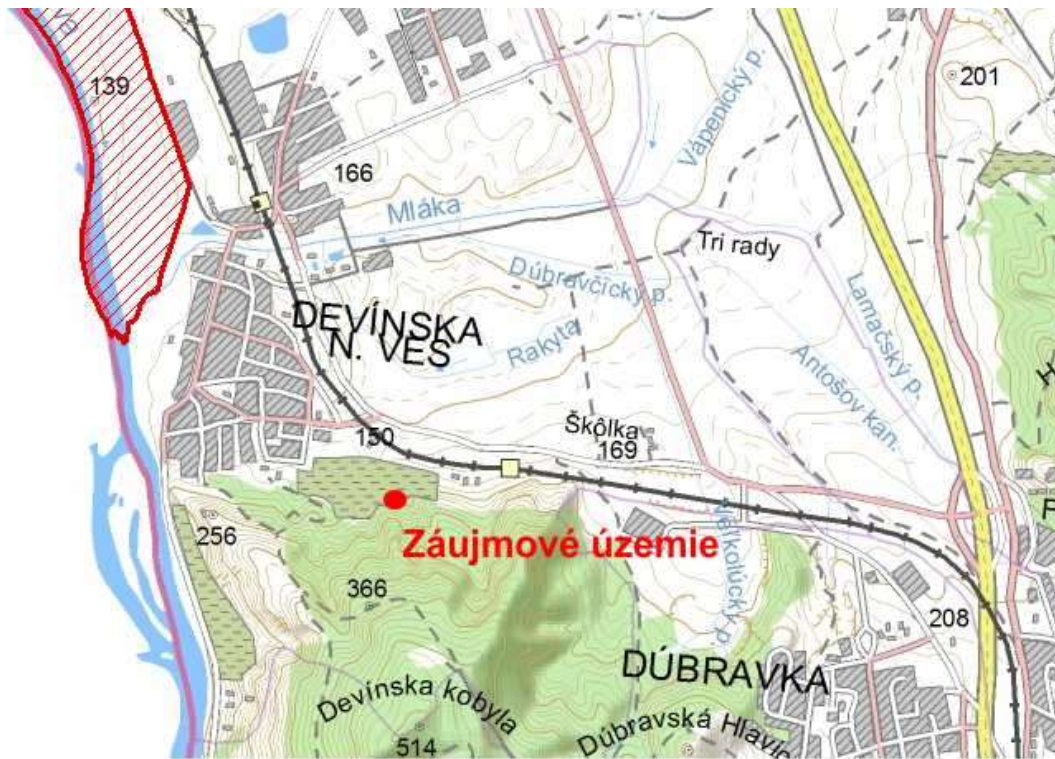 201
139
Vápenický p.
166
Mláka
Tri rady
Dúbravčický p.
Lamačský p.
DEVÍNSKA
N. VES
Rakyta
Antošov kan.
Škôlka
150
169
Záujmové územie
Veľkolúcky p.
256
366
208
DÚBRAVKA
Devínska kobyla
Dúbravská Hlavic
514